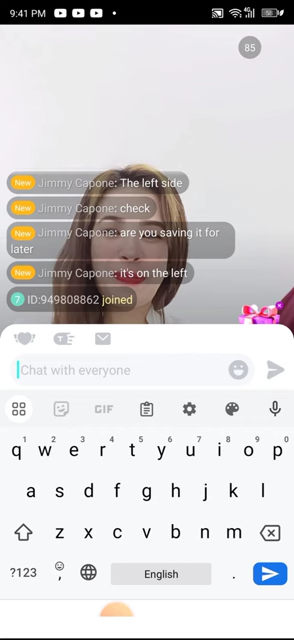 9:41 PM
4G
85
New Jimmy Capone: The left side
New Jimmy Capone: check
New Jimmy Capone: are you saving it for
later
New Jimmy Capone: it's on the left
7 ID:949808862 joined
Chat with everyone
GIF
1 2 3 4 5 6 7 8 9 0
q w e r t y u i o p
a s d f g h j k l
z x c v b n m
?123 , English .